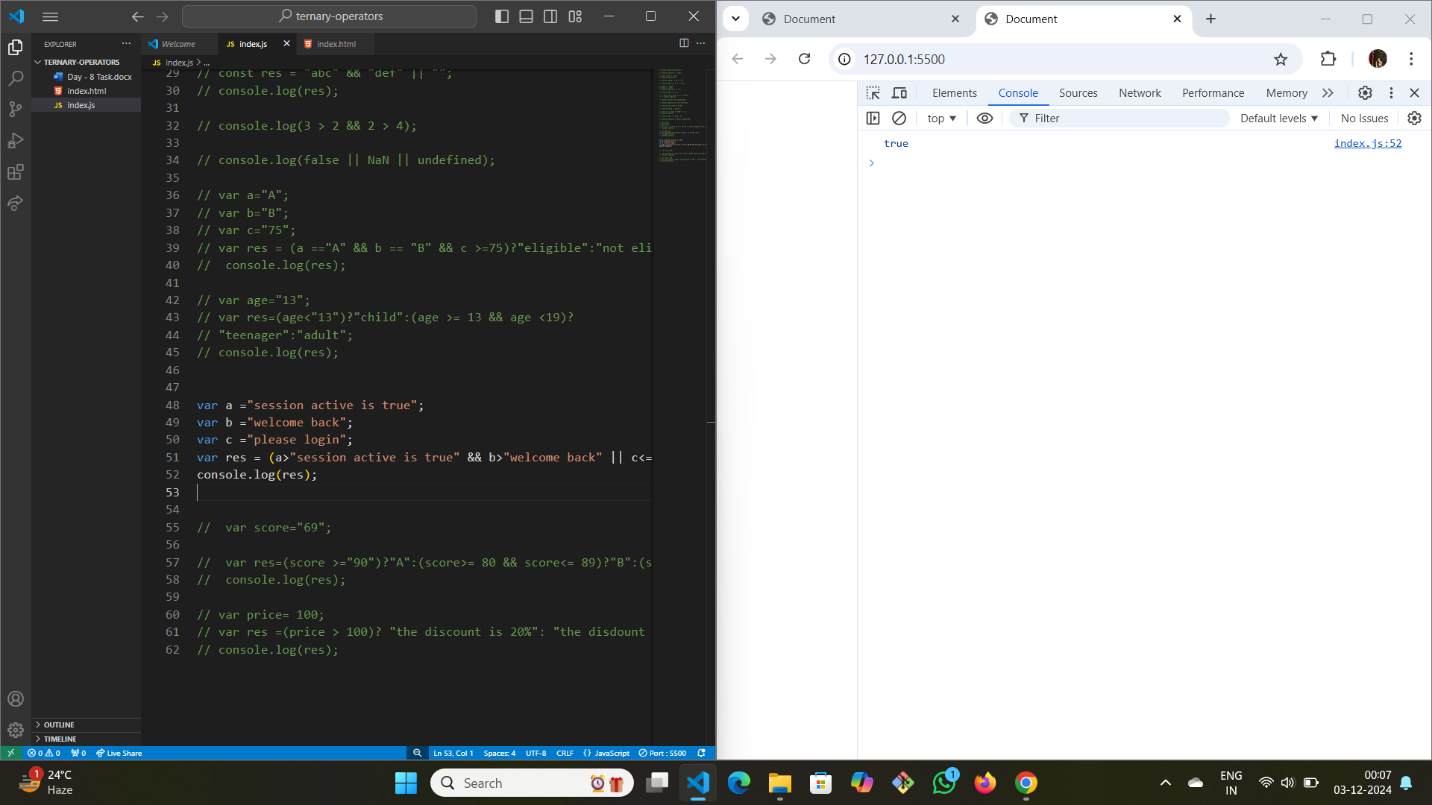 ternary-operators
EXPLORER
TERNARY-OPERATORS
Day - 8 Task.docx
index.html
index.js
OUTLINE
TIMELINE
Welcome
JS index.js
index.html
JS index.js > ...
29 // const res = "abc" && "def" || "";
30 // console.log(res);
31
32 // console.log(3 > 2 && 2 > 4);
33
34 // console.log(false || NaN || undefined);
35
36 // var a="A";
37 // var b="B";
38 // var c="75";
39 // var res = (a =="A" && b == "B" && c >=75)?"eligible":"not eli
40 //  console.log(res);
41
42 // var age="13";
43 // var res=(age<"13")?"child":(age >= 13 && age <19)?
44 // "teenager":"adult";
45 // console.log(res);
46
47
48 var a ="session active is true";
49 var b ="welcome back";
50 var c ="please login";
51 var res = (a>"session active is true" && b>"welcome back" || c<=
52 console.log(res);
53
54
55 //  var score="69";
56
57 //  var res=(score >="90")?"A":(score>= 80 && score<= 89)?"B":(s
58 //  console.log(res);
59
60 // var price= 100;
61 // var res =(price > 100)? "the discount is 20%": "the disdount
62 // console.log(res);
0 0 0 Live Share
Ln 53, Col 1 Spaces: 4 UTF-8 CRLF {} JavaScript Port : 5500
Document
Document
127.0.0.1:5500
Elements Console Sources Network Performance Memory
top Filter Default levels No Issues
true index.js:52
1 24°C
Haze
Search
1
ENG
IN
00:07
03-12-2024